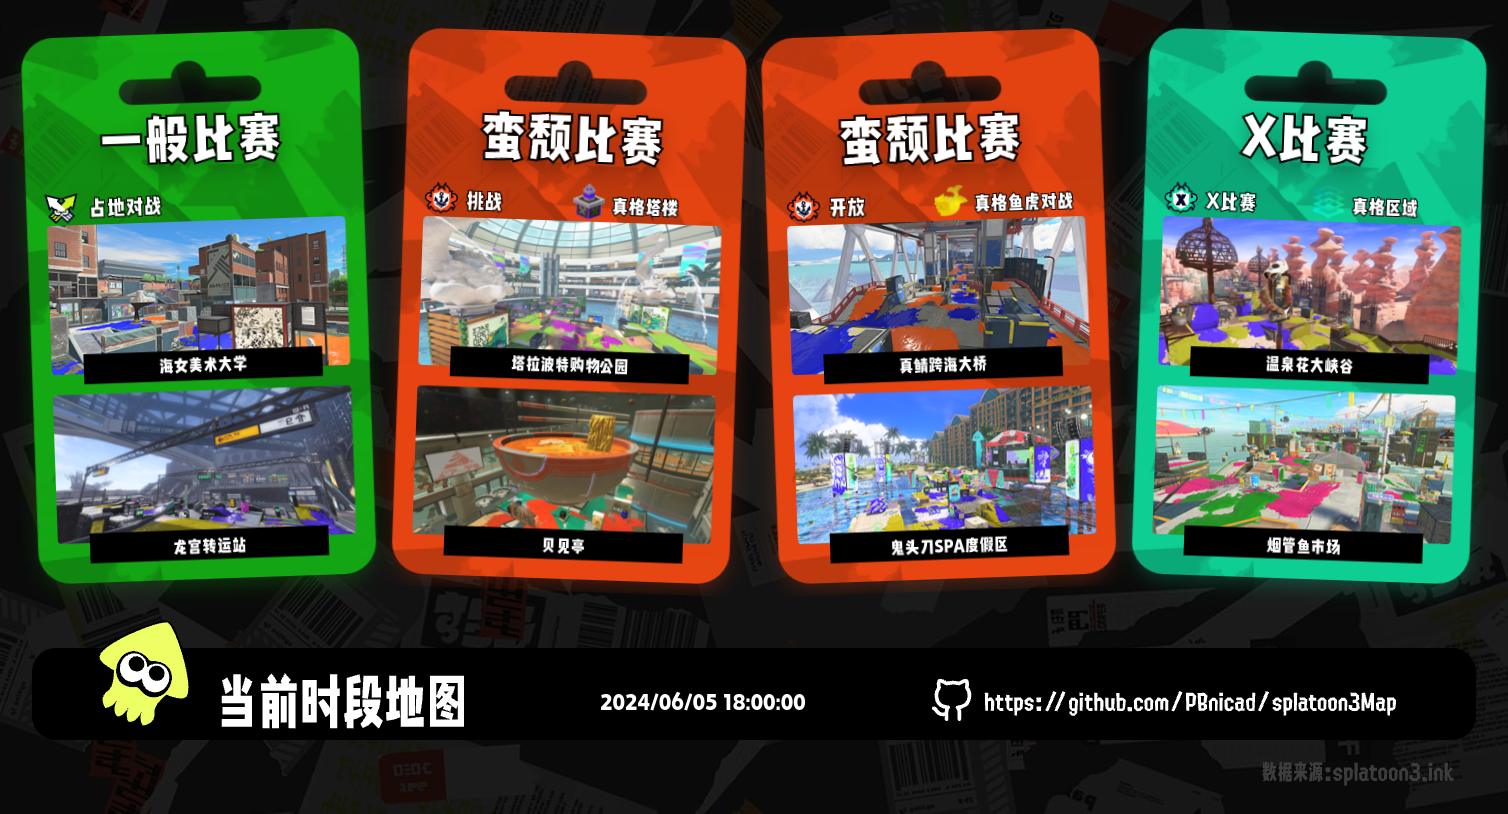 一般比赛
占地对战
海女美术大学
龙宫转运站
蛮颓比赛
挑战
真格塔楼
塔拉波特购物公园
贝见亭
蛮颓比赛
开放
真格鱼虎对战
真鲭跨海大桥
鬼头刀SPA度假区
X比赛
X比赛
真格区域
温泉花大峡谷
烟管鱼市场
当前时段地图
2024/06/05 18:00:00
https://github.com/PBnicad/splatoon3Map
数据来源:splatoon3.ink